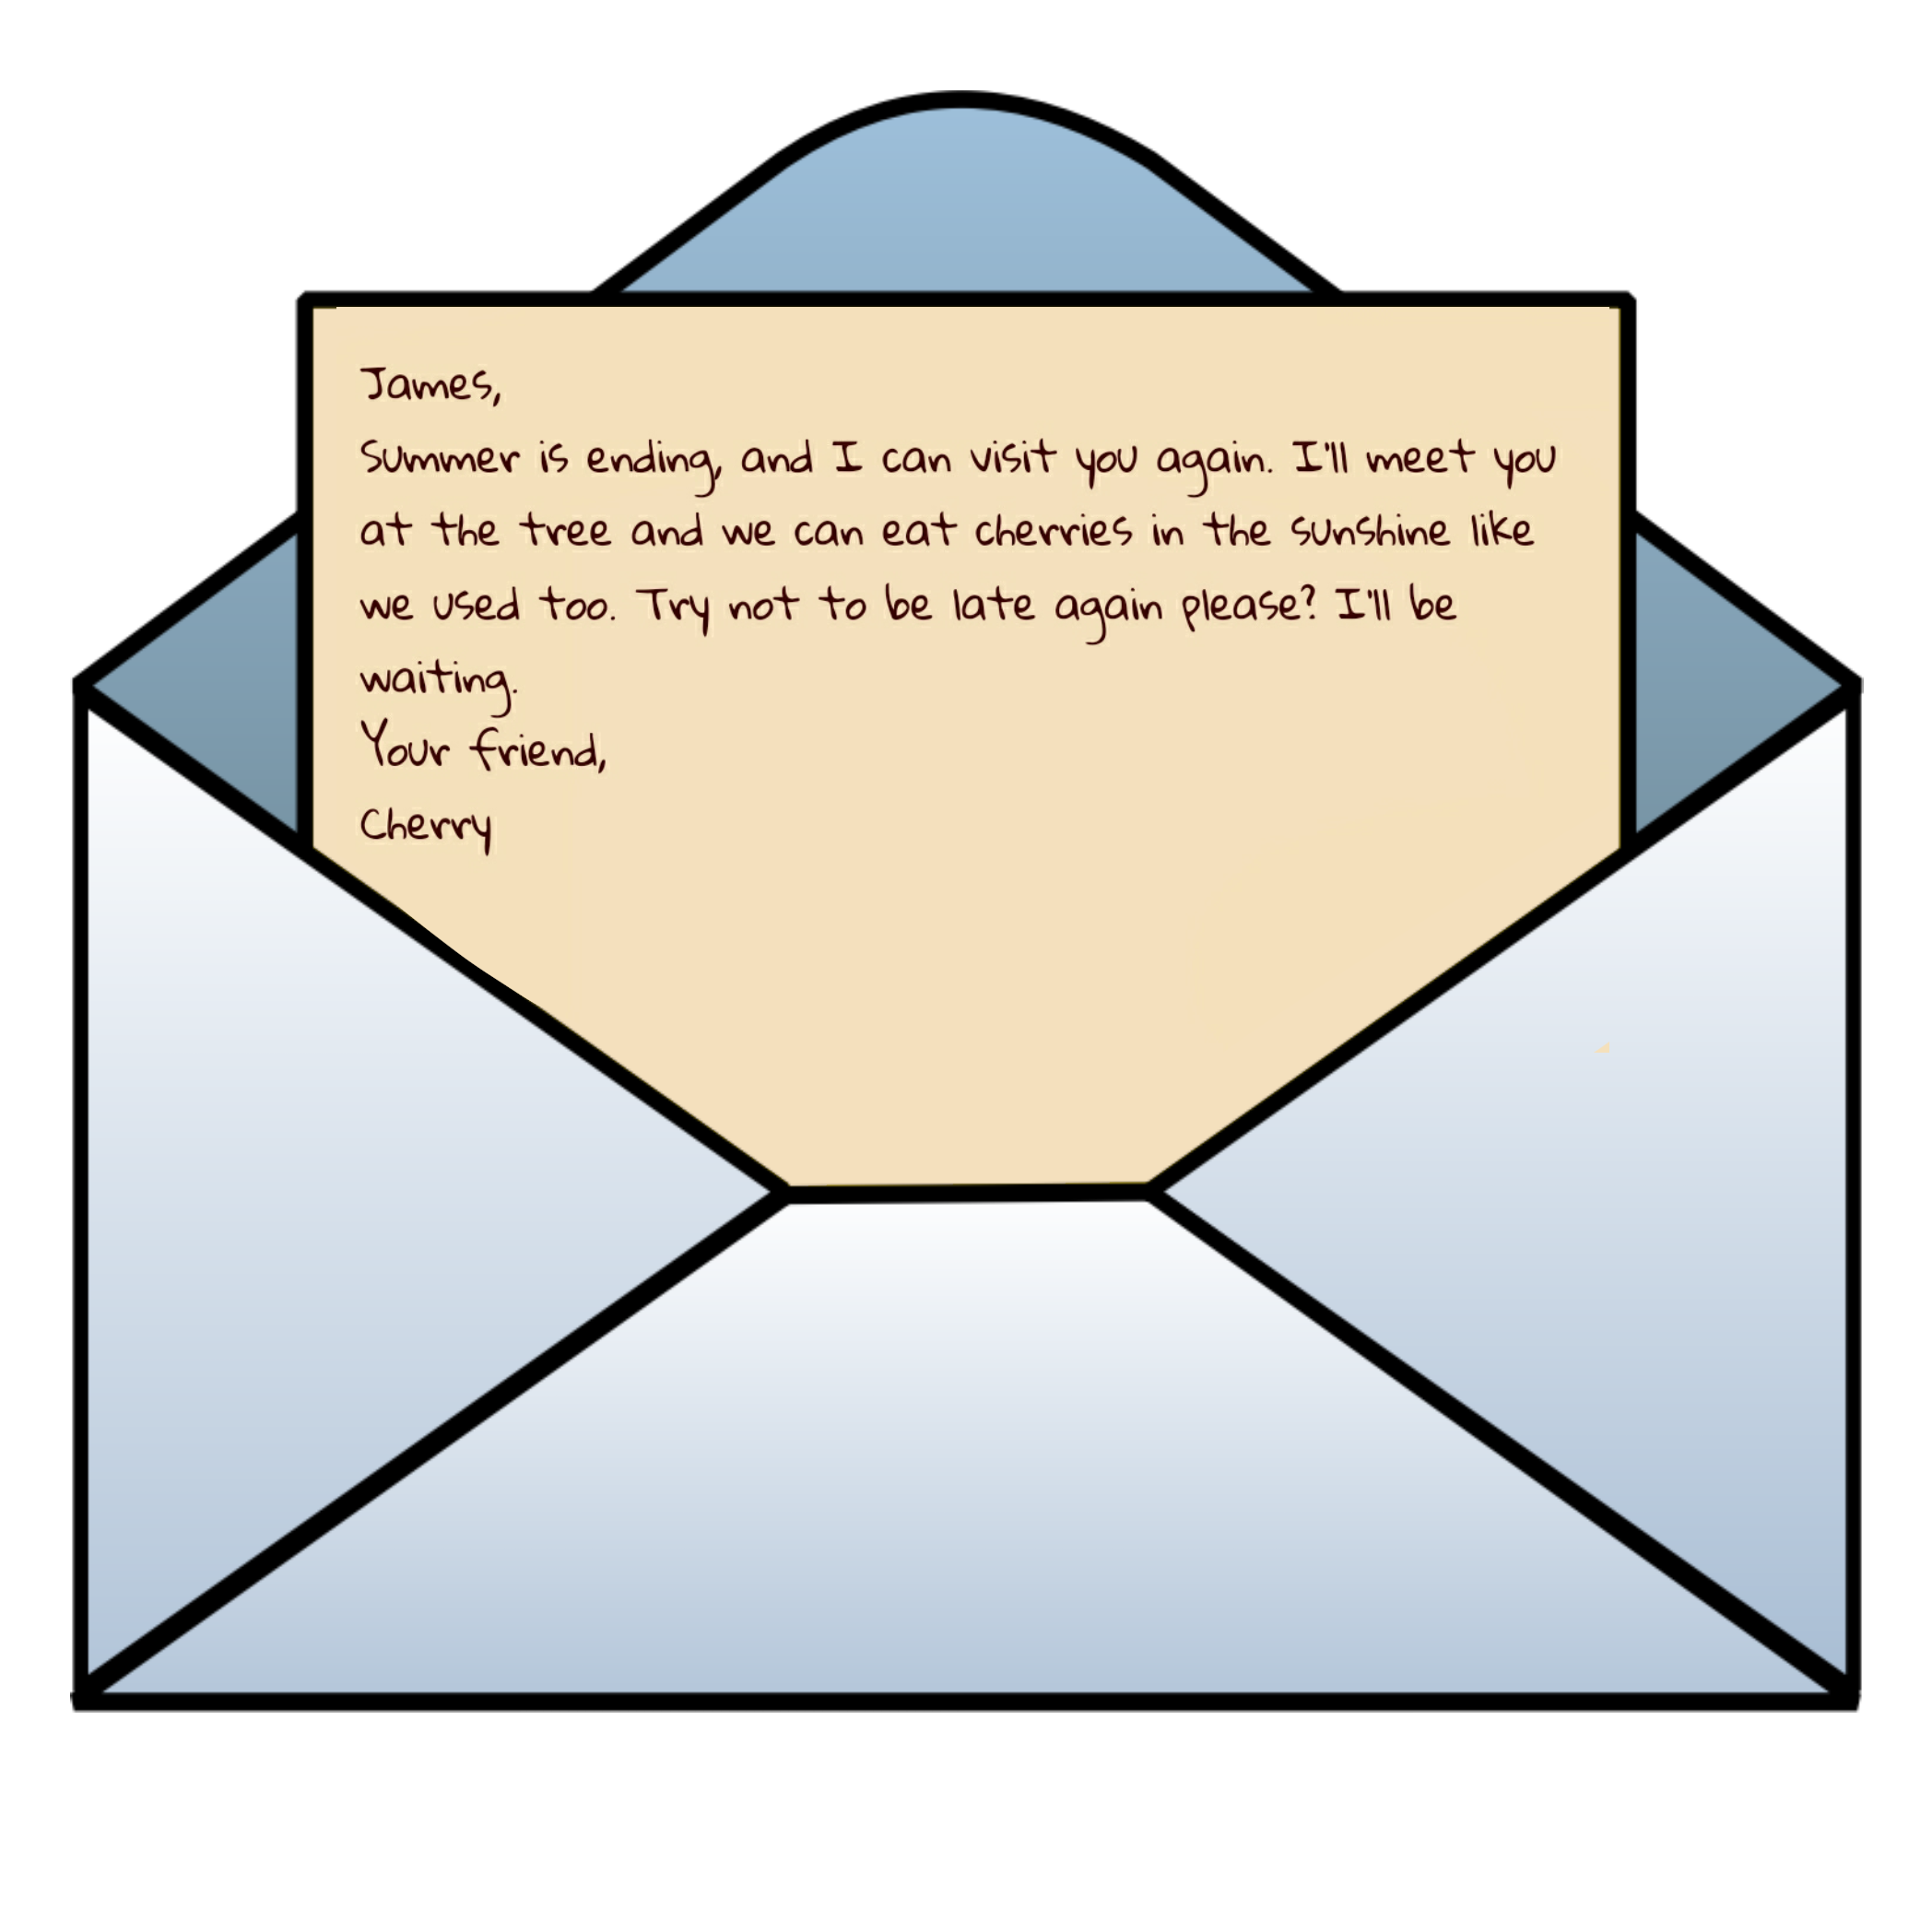 James,
Summer is ending, and I can visit you again. I'll meet you
at the tree and we can eat cherries in the sunshine like
we used too. Try not to be late again please? I'll be
waiting.
Your friend,
Cherry